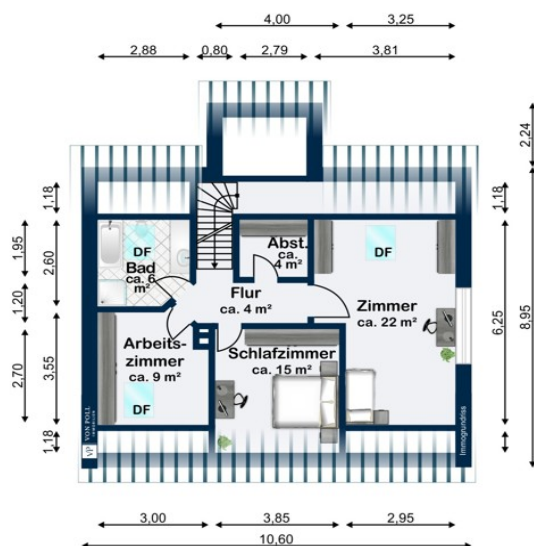 4,00
3,25
2,88
0,80
2,79
3,81
2,24
1,18
1,18
1,95
2,60
1,20
3,55
2,70
1,18
6,25
8,95
DF
Bad
ca. 6
m²
Abst.
ca.
4 m²
DF
Flur
ca. 4 m²
Zimmer
ca. 22 m²
Arbeits-
zimmer
ca. 9 m²
DF
Schlafzimmer
ca. 15 m²
VP VON POLL
IMMOBILIEN
Immogrundriss
3,00
3,85
2,95
10,60